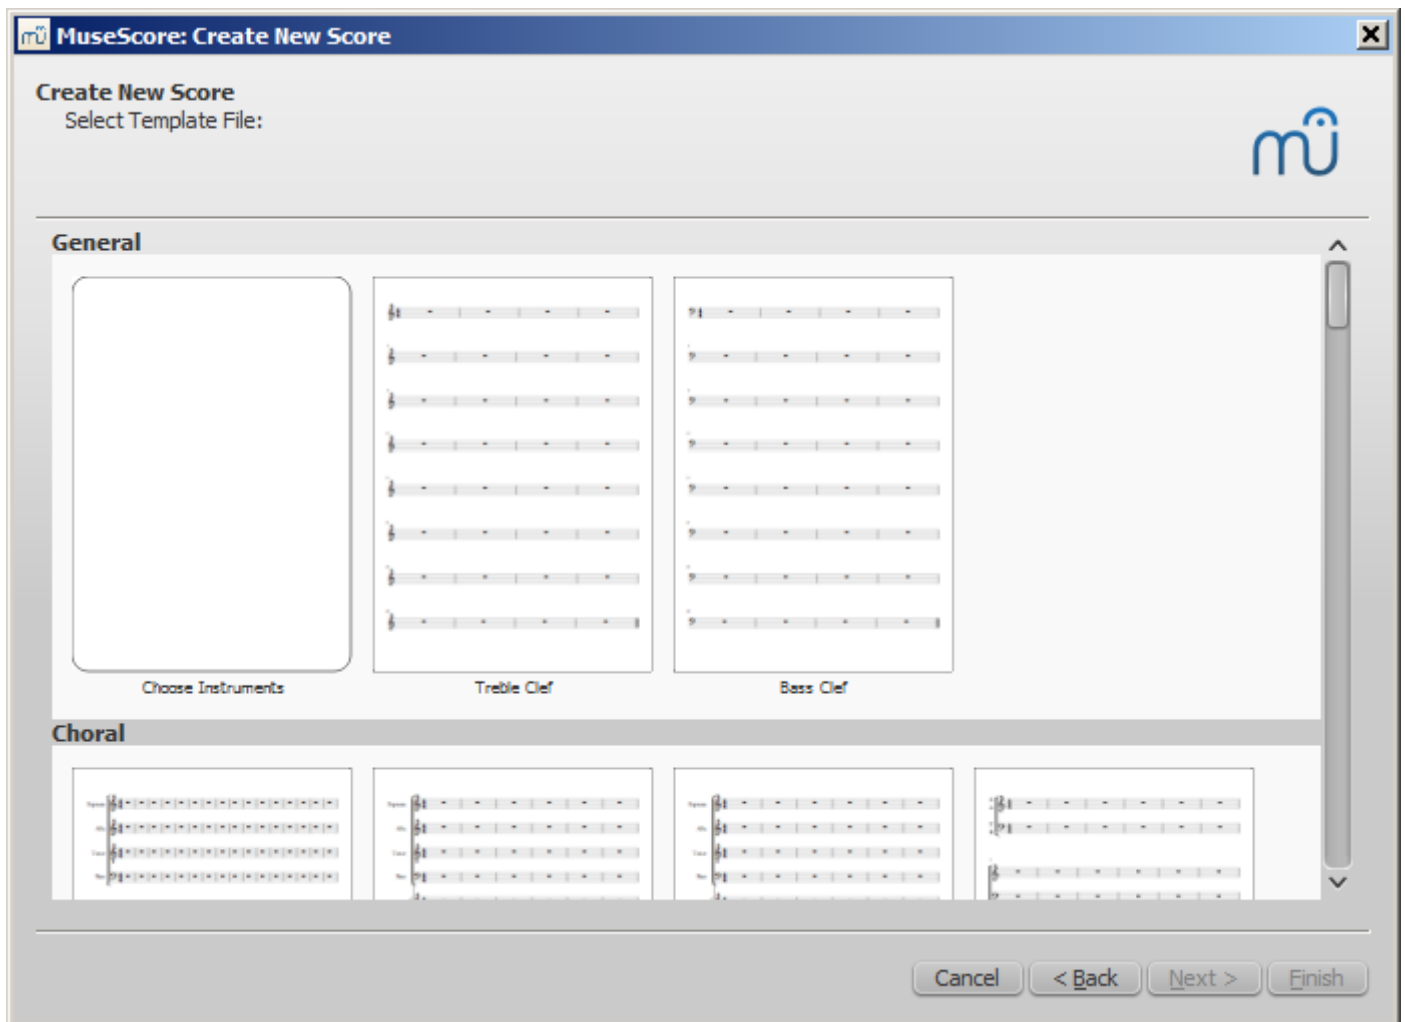 MuseScore: Create New Score
Create New Score
Select Template File:
General
Choose Instruments
Treble Clef
Bass Clef
Choral
Cancel
< Back
Next >
Finish